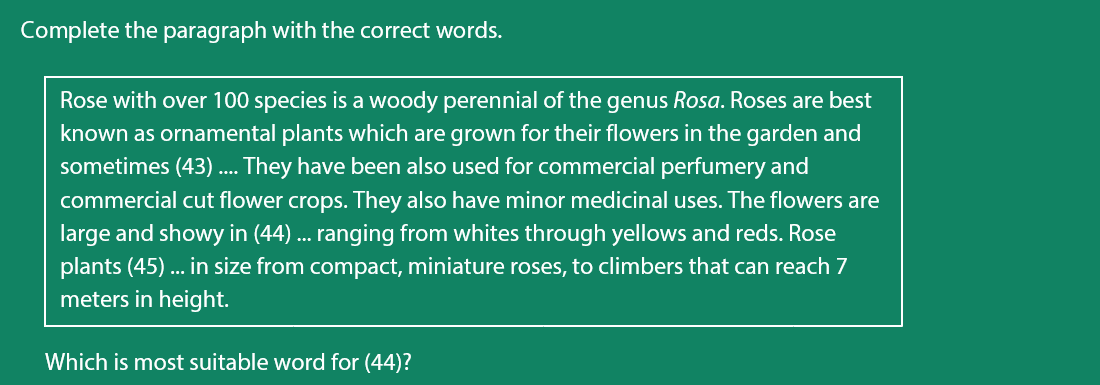 Complete the paragraph with the correct words.
Rose with over 100 species is a woody perennial of the genus Rosa. Roses are best
known as ornamental plants which are grown for their flowers in the garden and
sometimes (43) .... They have been also used for commercial perfumery and
commercial cut flower crops. They also have minor medicinal uses. The flowers are
large and showy in (44) ... ranging from whites through yellows and reds. Rose
plants (45) ... in size from compact, miniature roses, to climbers that can reach 7
meters in height.
Which is most suitable word for (44)?